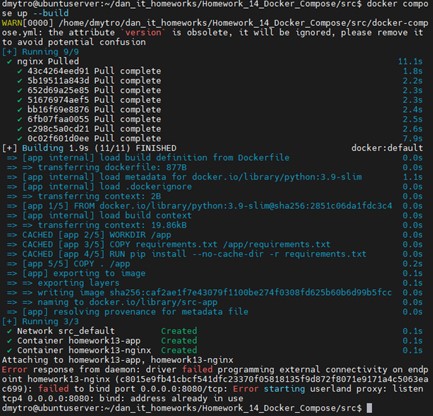 dmytro@ubuntuserver:~/dan_it_homeworks/Homework_14_Docker_Compose/src$ docker compo
se up --build
WARN[0000] /home/dmytro/dan_it_homeworks/Homework_14_Docker_Compose/src/docker-comp
ose.yml: the attribute `version` is obsolete, it will be ignored, please remove it
to avoid potential confusion
[+] Running 9/9
✔ nginx Pulled 11.1s
✔ 43c4264eed91 Pull complete 1.8s
✔ 5b19511a843d Pull complete 2.2s
✔ 652d69a25e85 Pull complete 2.3s
✔ 51676974aef5 Pull complete 2.3s
✔ bb16f69e8876 Pull complete 2.4s
✔ 6fb07faa0055 Pull complete 2.5s
✔ c298c5a0cd21 Pull complete 2.6s
✔ 0c02f601d0ee Pull complete 7.9s
[+] Building 1.9s (11/11) FINISHED docker:default
=> [app internal] load build definition from Dockerfile 0.0s
=> => transferring dockerfile: 877B 0.0s
=> [app internal] load metadata for docker.io/library/python:3.9-slim 1.1s
=> [app internal] load .dockerignore 0.0s
=> => transferring context: 2B 0.0s
=> [app 1/5] FROM docker.io/library/python:3.9-slim@sha256:2851c06da1fdc3c4 0.0s
=> [app internal] load build context 0.0s
=> => transferring context: 19.86kB 0.0s
=> CACHED [app 2/5] WORKDIR /app 0.0s
=> CACHED [app 3/5] COPY requirements.txt /app/requirements.txt 0.0s
=> CACHED [app 4/5] RUN pip install --no-cache-dir -r requirements.txt 0.0s
=> [app 5/5] COPY . /app 0.2s
=> [app] exporting to image 0.1s
=> => exporting layers 0.1s
=> => writing image sha256:caf2ae1f7e43079f1100be274f0308fd625b60b6d99b5fcc 0.0s
=> => naming to docker.io/library/src-app 0.0s
=> [app] resolving provenance for metadata file 0.0s
[+] Running 3/3
✔ Network src_default Created 0.1s
✔ Container homework13-app Created 0.1s
✔ Container homework13-nginx Created 0.1s
Attaching to homework13-app, homework13-nginx
Error response from daemon: driver failed programming external connectivity on endp
oint homework13-nginx (c8015e9fb41cbcf541dfc23370f05818135f9d872f8071e9171a4c5063ea
c699): failed to bind port 0.0.0.0:8080/tcp: Error starting userland proxy: listen
tcp4 0.0.0.0:8080: bind: address already in use
dmytro@ubuntuserver:~/dan_it_homeworks/Homework_14_Docker_Compose/src$